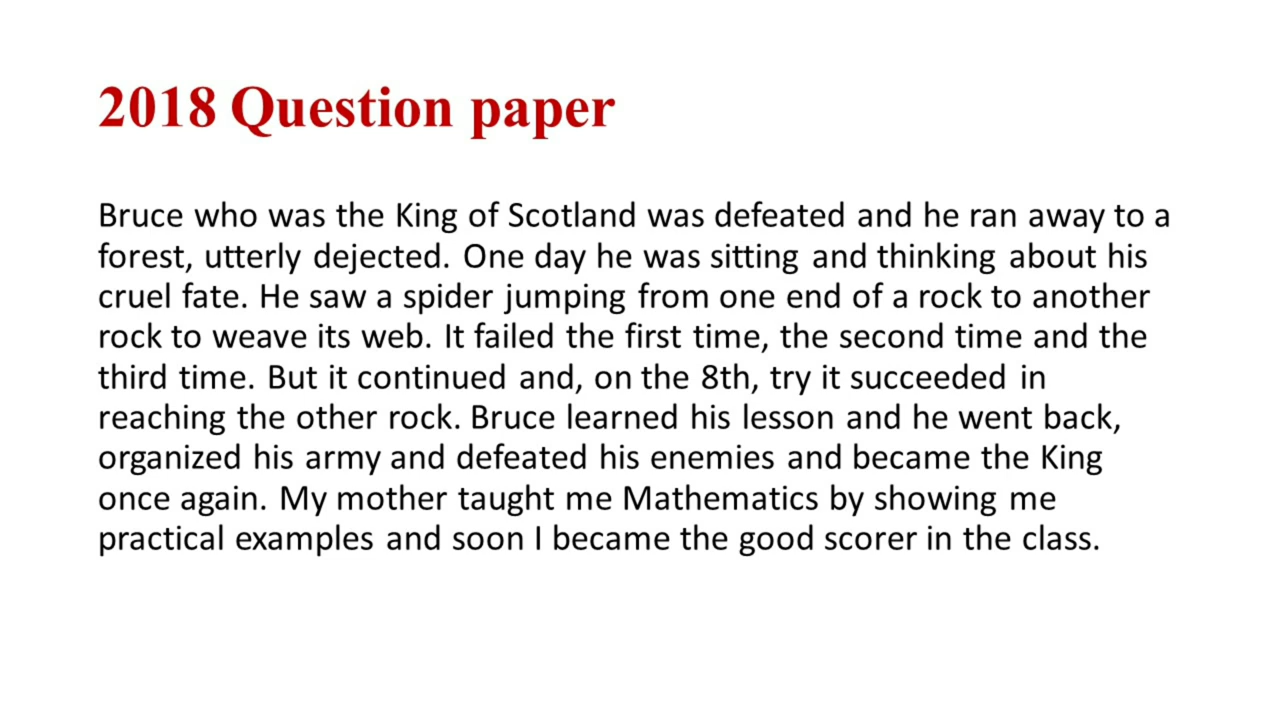 2018 Question paper
Bruce who was the King of Scotland was defeated and he ran away to a
forest, utterly dejected. One day he was sitting and thinking about his
cruel fate. He saw a spider jumping from one end of a rock to another
rock to weave its web. It failed the first time, the second time and the
third time. But it continued and, on the 8th, try it succeeded in
reaching the other rock. Bruce learned his lesson and he went back,
organized his army and defeated his enemies and became the King
once again. My mother taught me Mathematics by showing me
practical examples and soon I became the good scorer in the class.